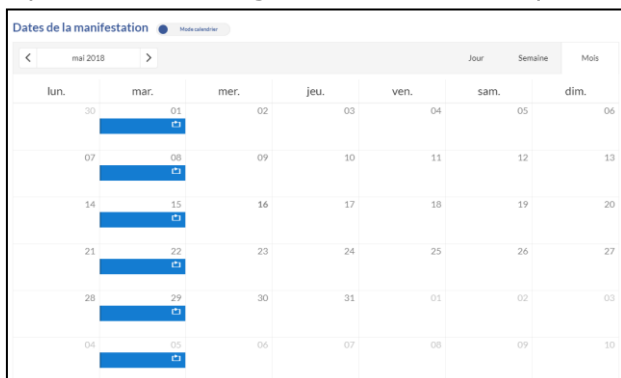 Dates de la manifestation Mode calendrier
< mai 2018 > Jour Semaine Mois
lun. mar. mer. jeu. ven. sam. dim.
30 01 02 03 04 05 06
07 08 09 10 11 12 13
14 15 16 17 18 19 20
21 22 23 24 25 26 27
28 29 30 31 01 02 03
04 05 06 07 08 09 10